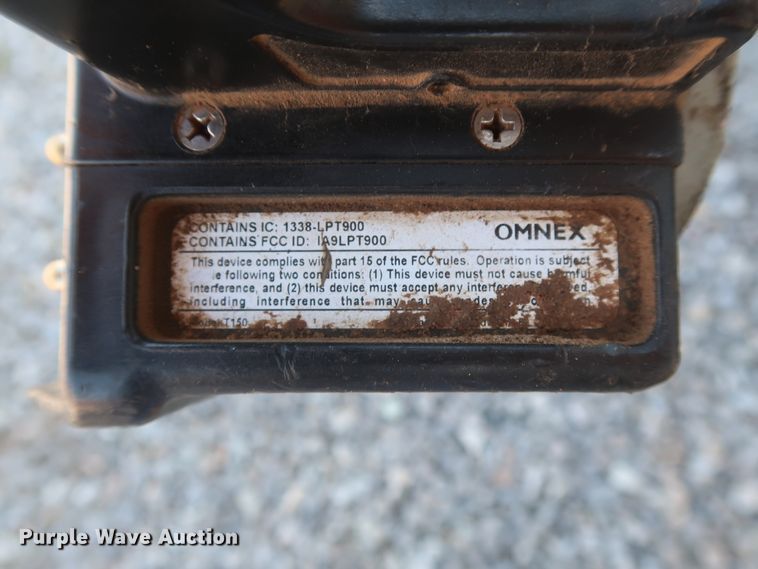 CONTAINS IC: 1338-LPT900
CONTAINS FCC ID: IA9LPT900
OMNEX
This device complies with part 15 of the FCC rules. Operation is subject
following two conditions: (1) This device must not cause harmful
interference, and (2) this device must accept any
including interference that may
T150
Purple Wave Auction